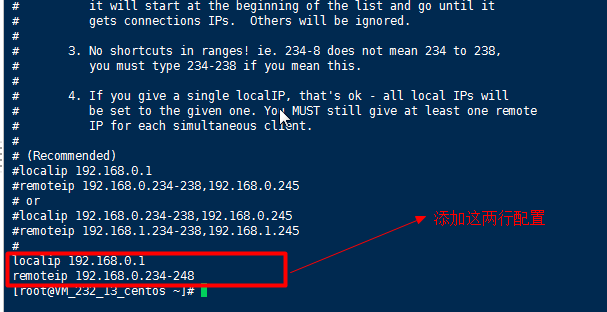 #       it will start at the beginning of the list and go until it
#       gets connections IPs.  Others will be ignored.
#
#       3. No shortcuts in ranges! ie. 234-8 does not mean 234 to 238,
#          you must type 234-238 if you mean this.
#
#       4. If you give a single localIP, that's ok - all local IPs will
#          be set to the given one. You MUST still give at least one remote
#          IP for each simultaneous client.
#
# (Recommended)
#localip 192.168.0.1
#remoteip 192.168.0.234-238,192.168.0.245
# or
#localip 192.168.0.234-238,192.168.0.245
#remoteip 192.168.1.234-238,192.168.1.245
#
添加这两行配置
localip 192.168.0.1
remoteip 192.168.0.234-248
[root@VM_232_13_centos ~]#